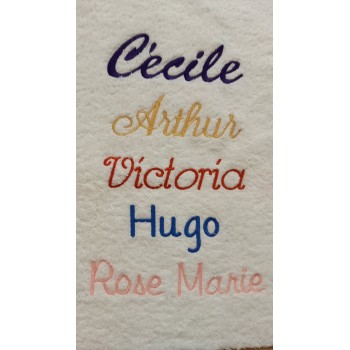 Cécile
Arthur
Victoria
Hugo
Rose Marie